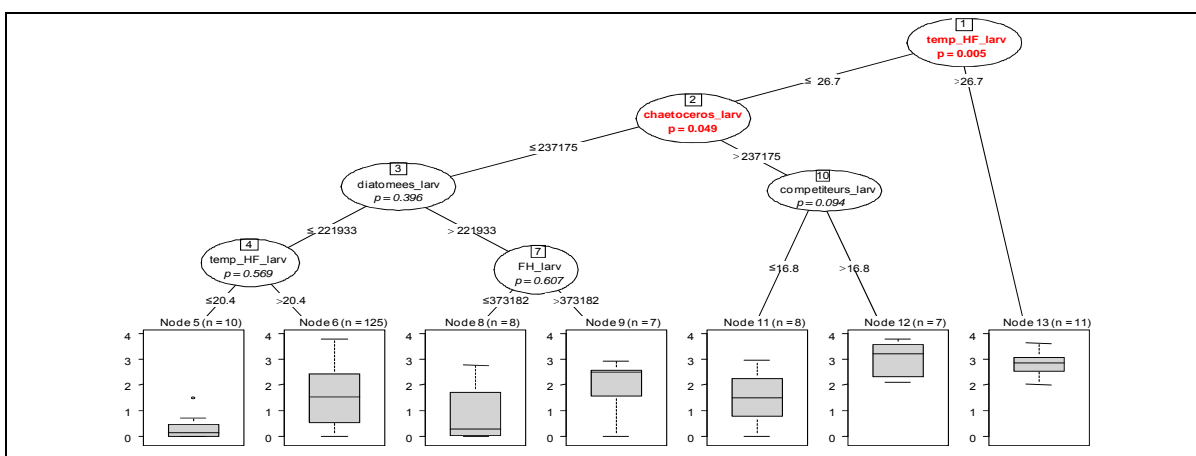 1
temp_HF_larv
p = 0.005
≤ 26.7
>26.7
2
chaetoceros_larv
p = 0.049
≤237175
>237175
3
diatomees_larv
p = 0.396
10
competiteurs_larv
p = 0.094
≤ 221933
> 221933
4
temp_HF_larv
p = 0.569
7
FH_larv
p = 0.607
≤16.8
>16.8
≤20.4
>20.4
≤373182
>373182
Node 5 (n = 10)
Node 6 (n = 125)
Node 8 (n = 8)
Node 9 (n = 7)
Node 11 (n = 8)
Node 12 (n = 7)
Node 13 (n = 11)
4
3
2
1
0
4
3
2
1
0
4
3
2
1
0
4
3
2
1
0
4
3
2
1
0
4
3
2
1
0
4
3
2
1
0